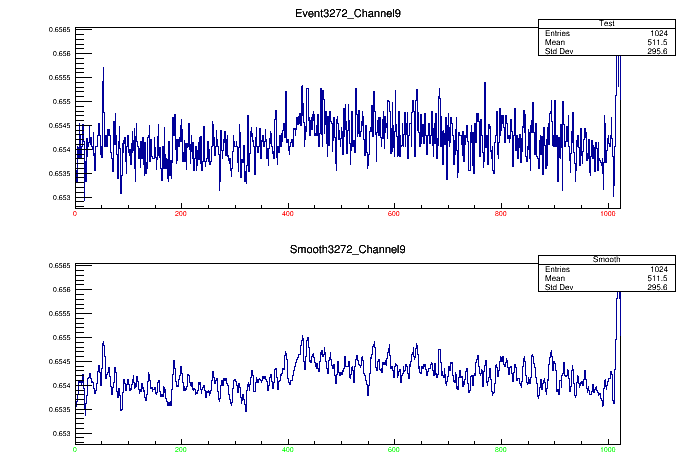 Event3272_Channel9
Test
Entries 1024
Mean 511.5
Std Dev 295.6
0.6565
0.656
0.6555
0.655
0.6545
0.654
0.6535
0.653
0 200 400 600 800 1000
Smooth3272_Channel9
Smooth
Entries 1024
Mean 511.5
Std Dev 295.6
0.6565
0.656
0.6555
0.655
0.6545
0.654
0.6535
0.653
0 200 400 600 800 1000